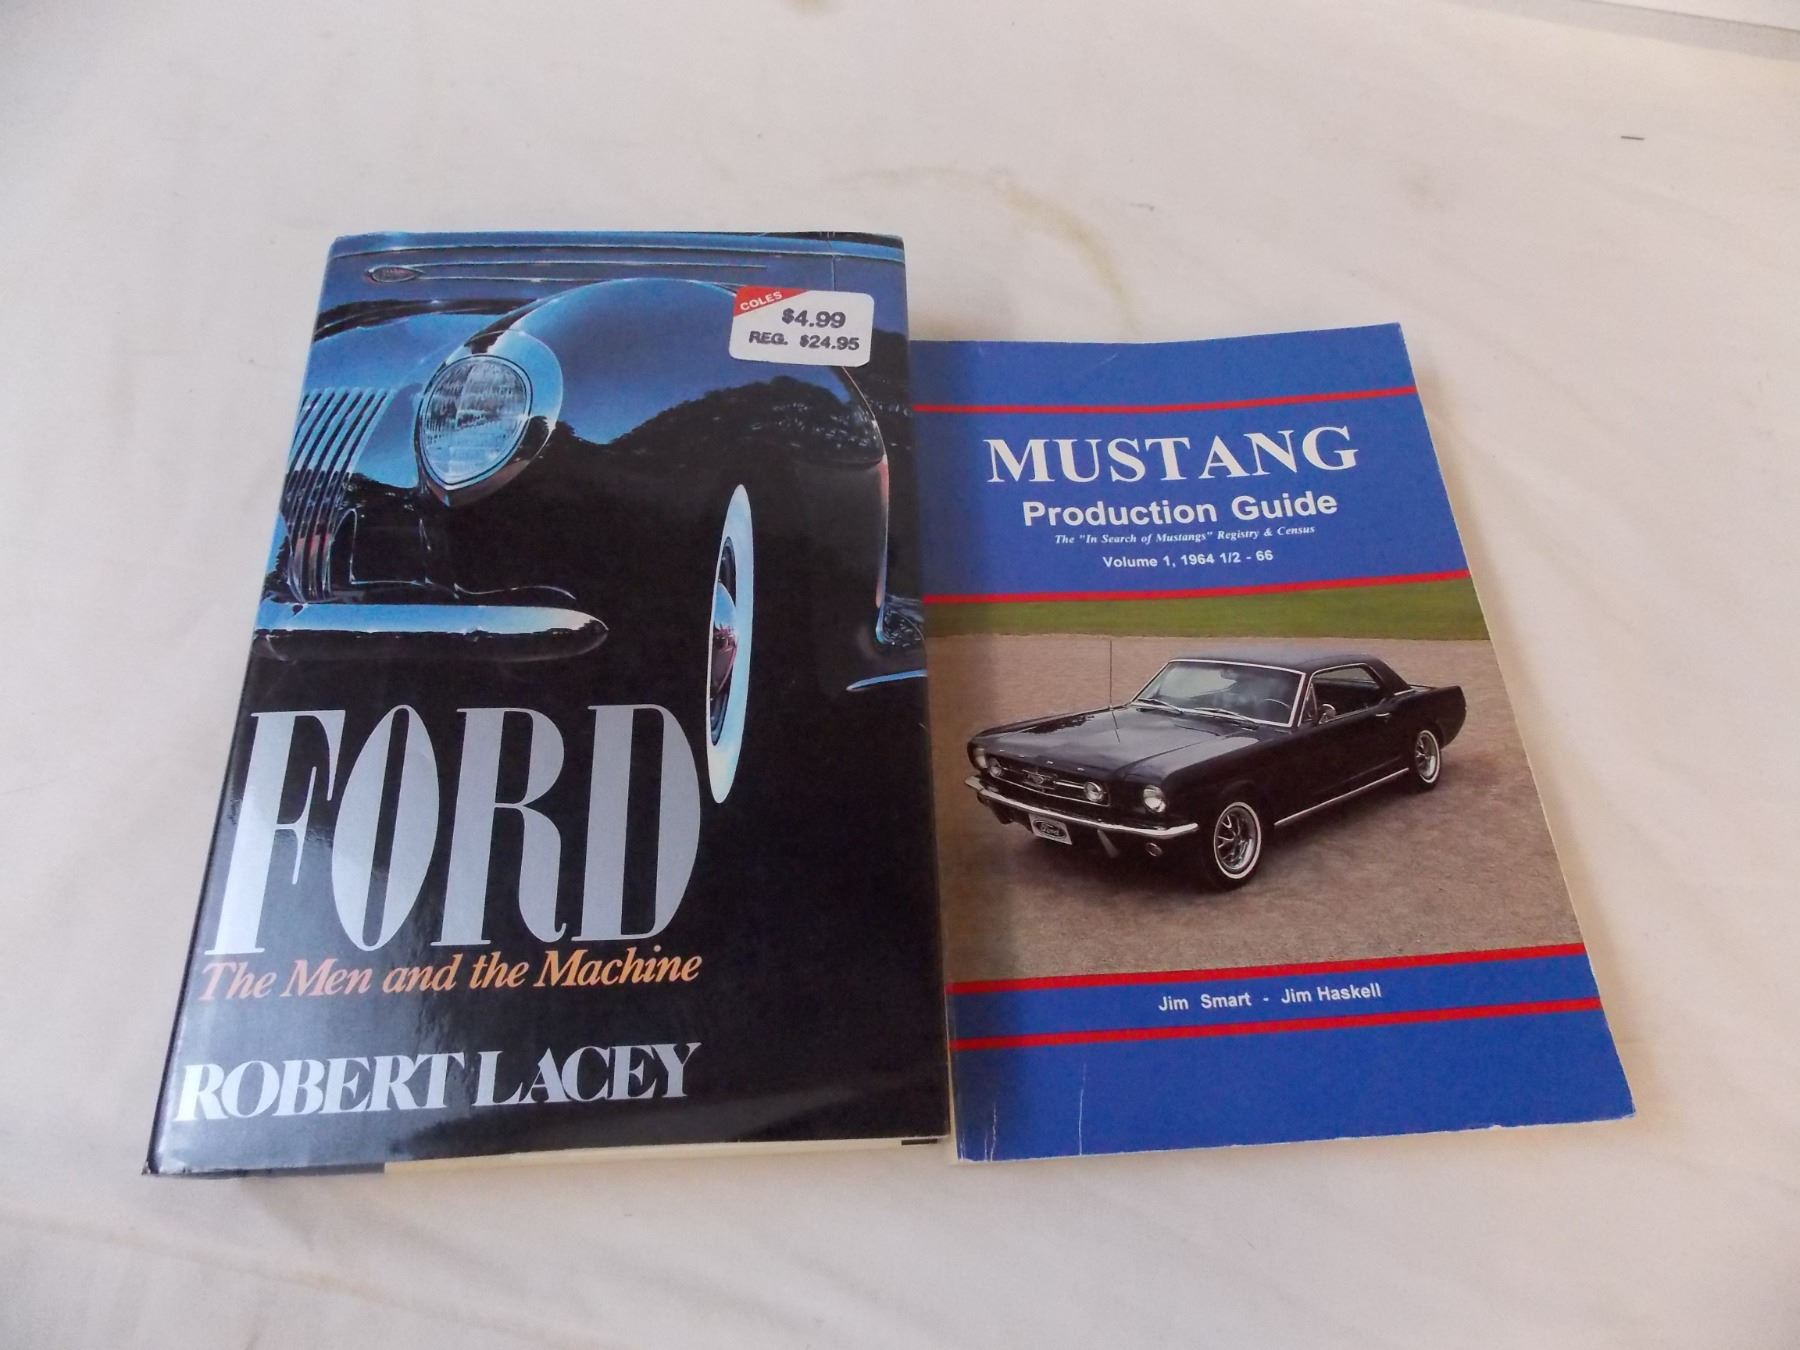 COLES
$4.99
REG. $24.95
FORD
The Men and the Machine
ROBERT LACEY
MUSTANG
Production Guide
The "In Search of Mustangs" Registry & Census
Volume 1, 1964 1/2 - 66
Ford
Jim Smart - Jim Haskell